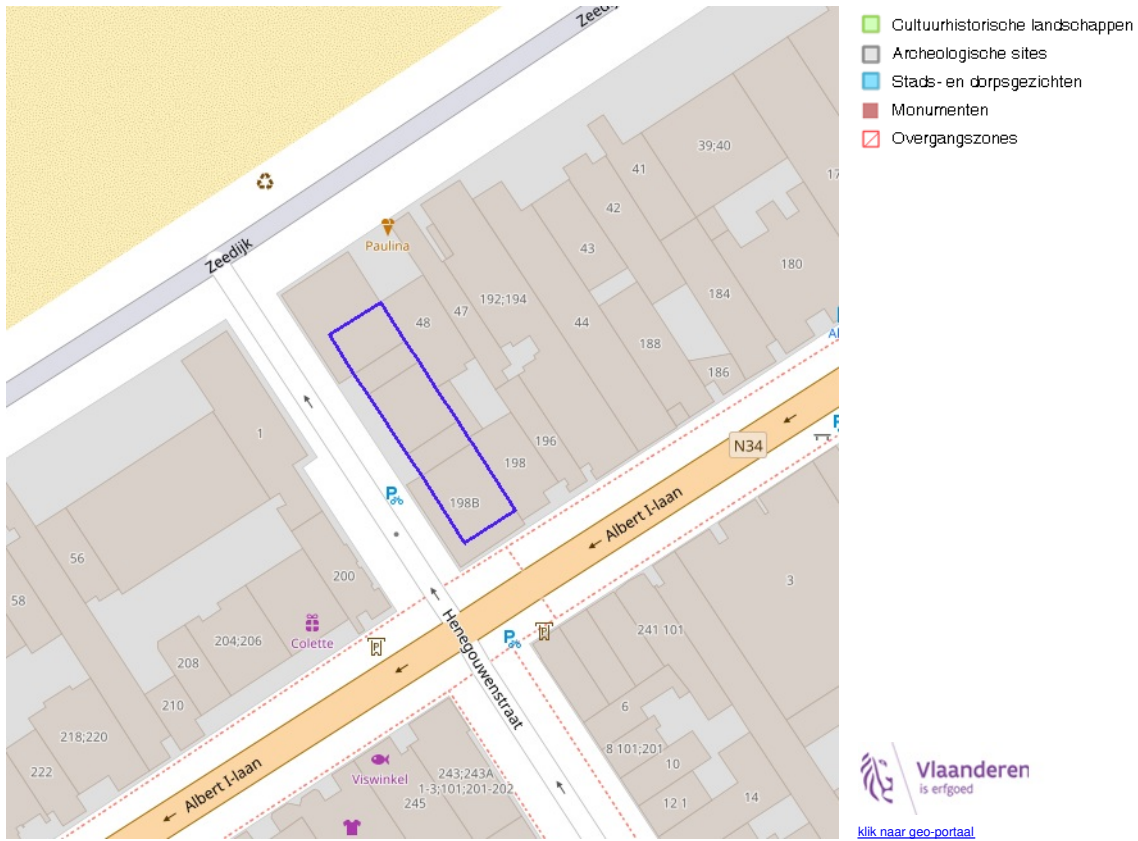 Zeedijk
39;40
41
17
42
Paulina
Zeedijk
43
180
192;194
184
47
48
44
188
Al
186
1
196
N34
198
198B
Albert I-laan
56
200
3
58
204;206
Colette
241 101
208
Henegouwenstraat
210
6
218;220
8 101;201
222
10
Viswinkel
243;243A
1-3;101;201-202
245
Albert I-laan
12 1
14
Cultuurhistorische landschappen
Archeologische sites
Stads- en dorpsgezichten
Monumenten
Overgangszones
Vlaanderen
is erfgoed
klik naar geo-portaal